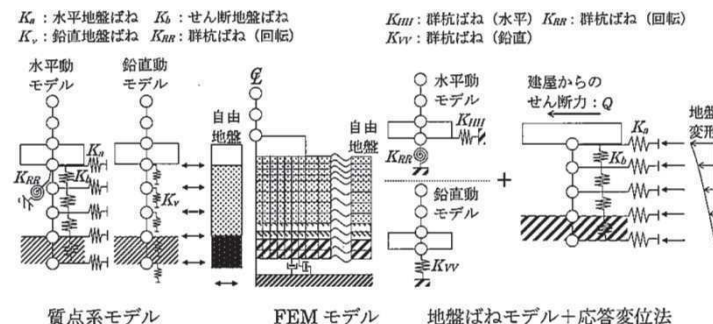 K_a：水平地盤ばね K_b：せん断地盤ばね
K_v：鉛直地盤ばね K_RR：群杭ばね（回転）
K_HH：群杭ばね（水平）K_RR：群杭ばね（回転）
K_VV：群杭ばね（鉛直）
水平動
モデル
鉛直動
モデル
K_a
K_b
K_RR
K_v
自由
地盤
℄
自由
地盤
水平動
モデル
K_HH
K_RR
鉛直動
モデル
K_VV
+
建屋からの
せん断力：Q
K_a
K_b
地盤
変形
質点系モデル
FEM モデル
地盤ばねモデル＋応答変位法